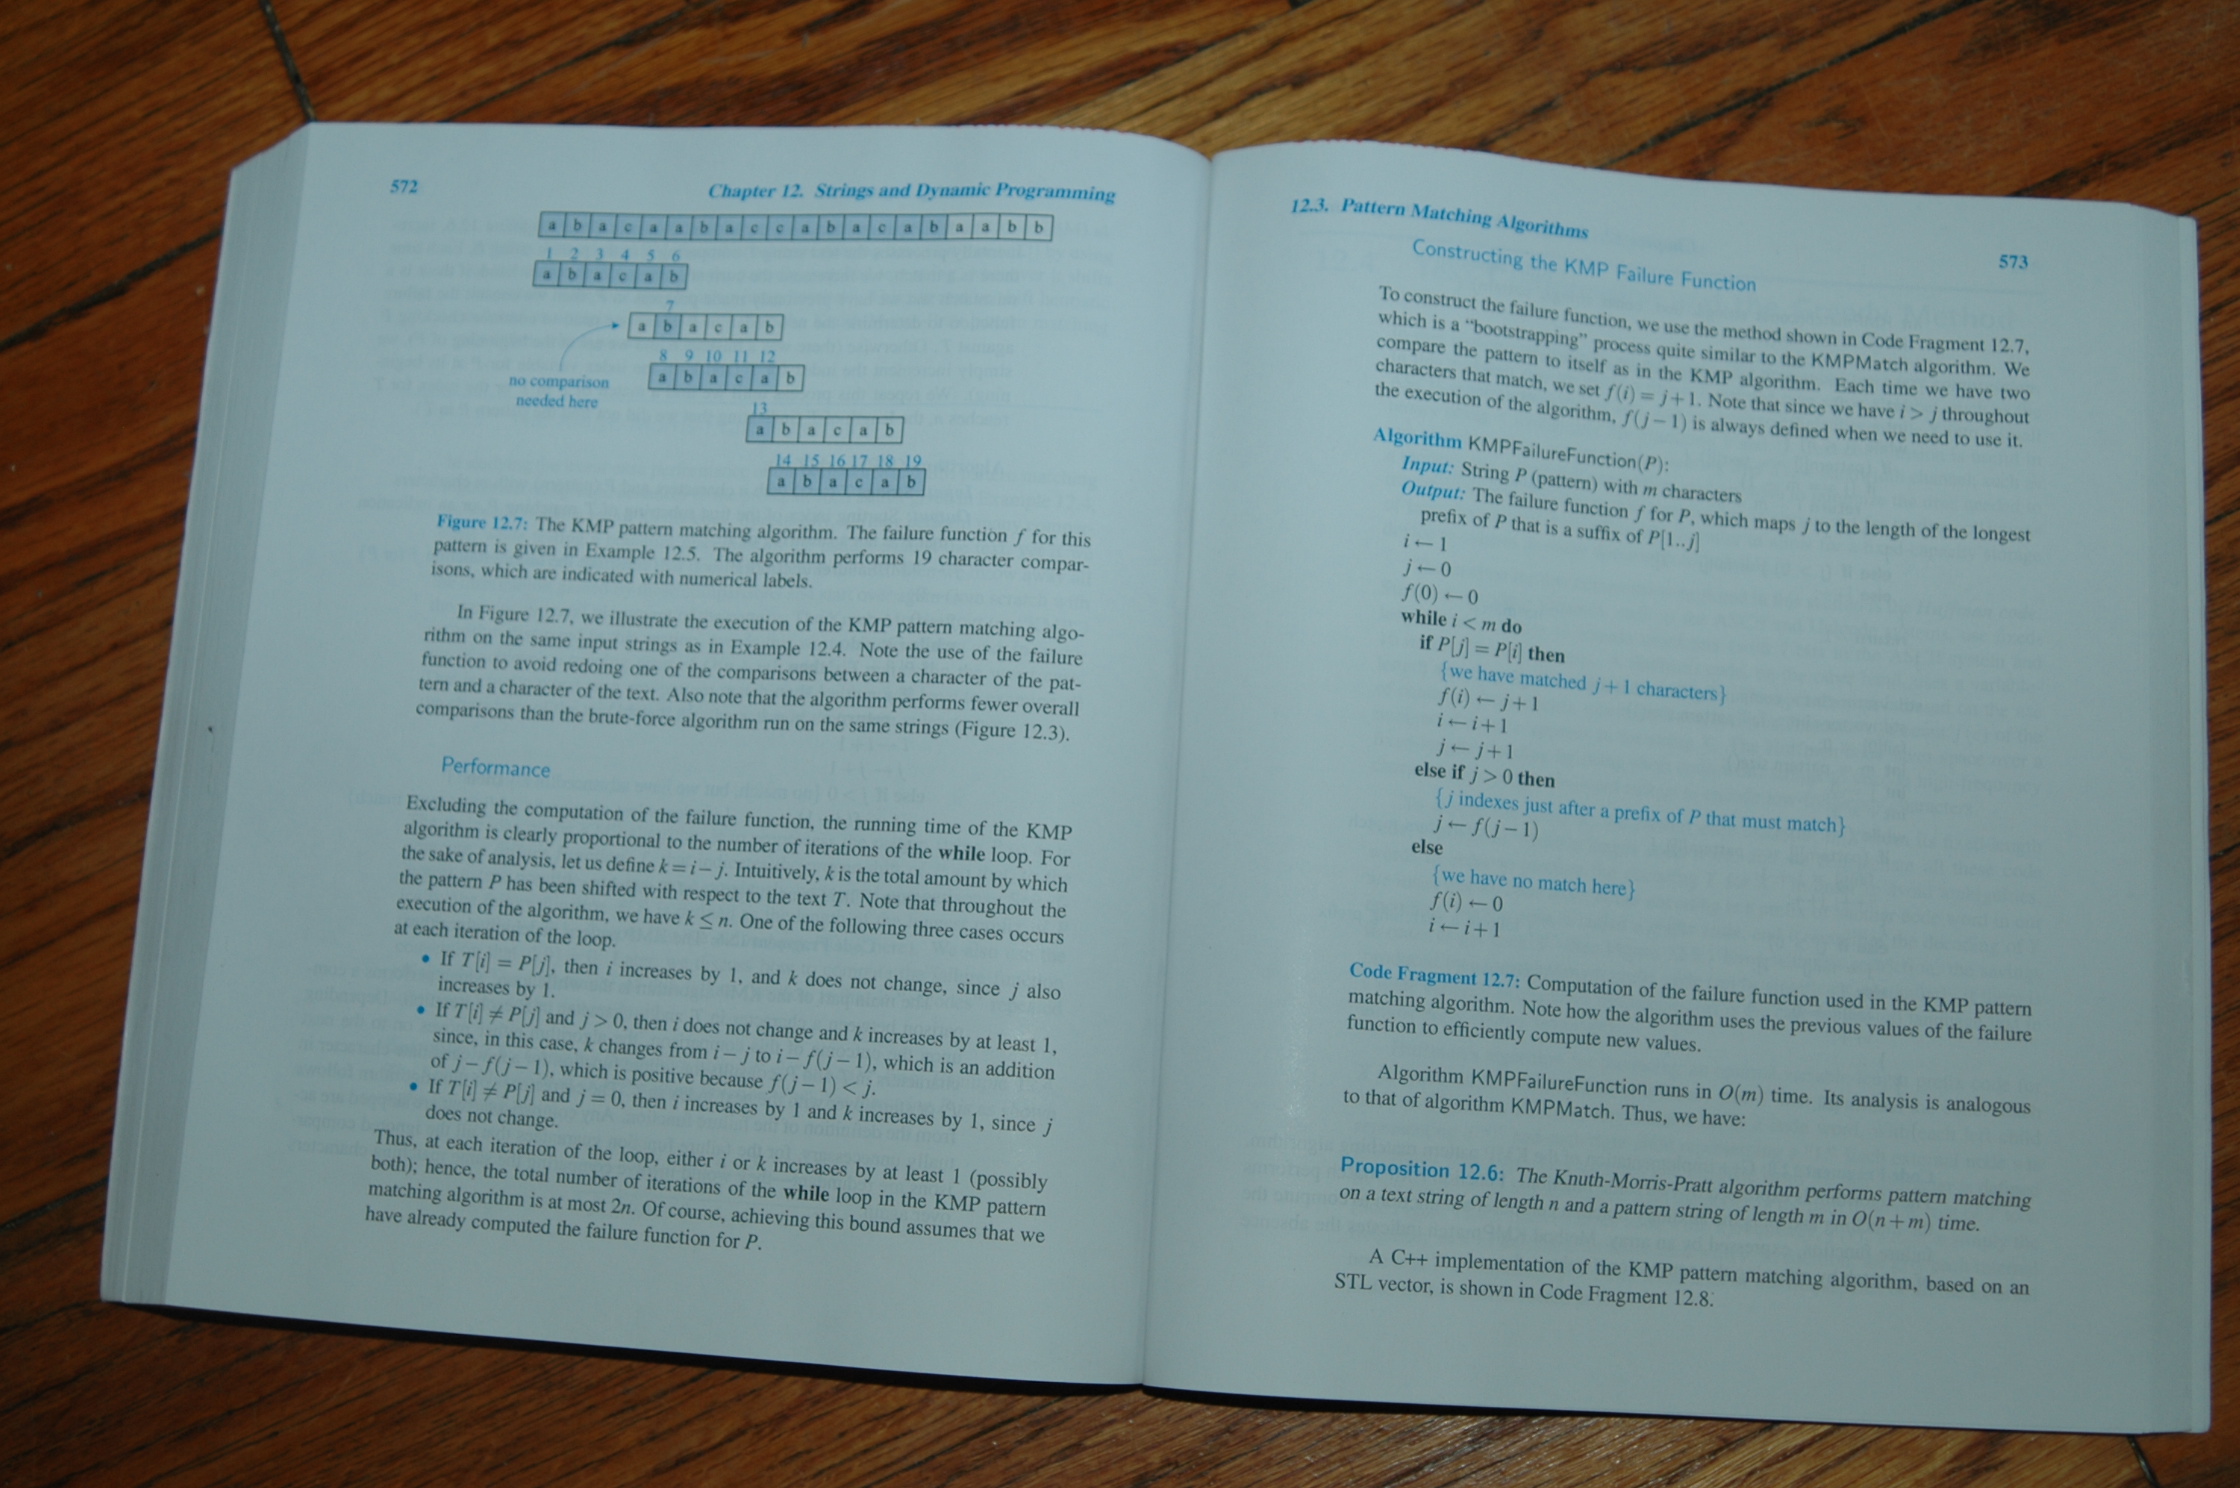 572
Chapter 12. Strings and Dynamic Programming
a b a c a a b a c c a b a c a b a a b b
1 2 3 4 5 6
a b a c a b
7
a b a c a b
8 9 10 11 12
a b a c a b
no comparison
needed here
13
a b a c a b
14 15 16 17 18 19
a b a c a b
Figure 12.7: The KMP pattern matching algorithm. The failure function f for this
pattern is given in Example 12.5. The algorithm performs 19 character compar-
isons, which are indicated with numerical labels.
In Figure 12.7, we illustrate the execution of the KMP pattern matching algo-
rithm on the same input strings as in Example 12.4. Note the use of the failure
function to avoid redoing one of the comparisons between a character of the pat-
tern and a character of the text. Also note that the algorithm performs fewer overall
comparisons than the brute-force algorithm run on the same strings (Figure 12.3).
Performance
Excluding the computation of the failure function, the running time of the KMP
algorithm is clearly proportional to the number of iterations of the while loop. For
the sake of analysis, let us define k = i − j. Intuitively, k is the total amount by which
the pattern P has been shifted with respect to the text T. Note that throughout the
execution of the algorithm, we have k ≤ n. One of the following three cases occurs
at each iteration of the loop.
• If T[i] = P[j], then i increases by 1, and k does not change, since j also
increases by 1.
• If T[i] ≠ P[j] and j > 0, then i does not change and k increases by at least 1,
since, in this case, k changes from i − j to i − f(j − 1), which is an addition
of j − f(j − 1), which is positive because f(j − 1) < j.
• If T[i] ≠ P[j] and j = 0, then i increases by 1 and k increases by 1, since j
does not change.
Thus, at each iteration of the loop, either i or k increases by at least 1 (possibly
both); hence, the total number of iterations of the while loop in the KMP pattern
matching algorithm is at most 2n. Of course, achieving this bound assumes that we
have already computed the failure function for P.
12.3. Pattern Matching Algorithms
573
Constructing the KMP Failure Function
To construct the failure function, we use the method shown in Code Fragment 12.7,
which is a "bootstrapping" process quite similar to the KMPMatch algorithm. We
compare the pattern to itself as in the KMP algorithm. Each time we have two
characters that match, we set f(i) = j + 1. Note that since we have i > j throughout
the execution of the algorithm, f(j − 1) is always defined when we need to use it.
Algorithm KMPFailureFunction(P):
Input: String P (pattern) with m characters
Output: The failure function f for P, which maps j to the length of the longest
prefix of P that is a suffix of P[1..j]
i ← 1
j ← 0
f(0) ← 0
while i < m do
if P[j] = P[i] then
{we have matched j + 1 characters}
f(i) ← j + 1
i ← i + 1
j ← j + 1
else if j > 0 then
{j indexes just after a prefix of P that must match}
j ← f(j − 1)
else
{we have no match here}
f(i) ← 0
i ← i + 1
Code Fragment 12.7: Computation of the failure function used in the KMP pattern
matching algorithm. Note how the algorithm uses the previous values of the failure
function to efficiently compute new values.
Algorithm KMPFailureFunction runs in O(m) time. Its analysis is analogous
to that of algorithm KMPMatch. Thus, we have:
Proposition 12.6: The Knuth-Morris-Pratt algorithm performs pattern matching
on a text string of length n and a pattern string of length m in O(n + m) time.
A C++ implementation of the KMP pattern matching algorithm, based on an
STL vector, is shown in Code Fragment 12.8.